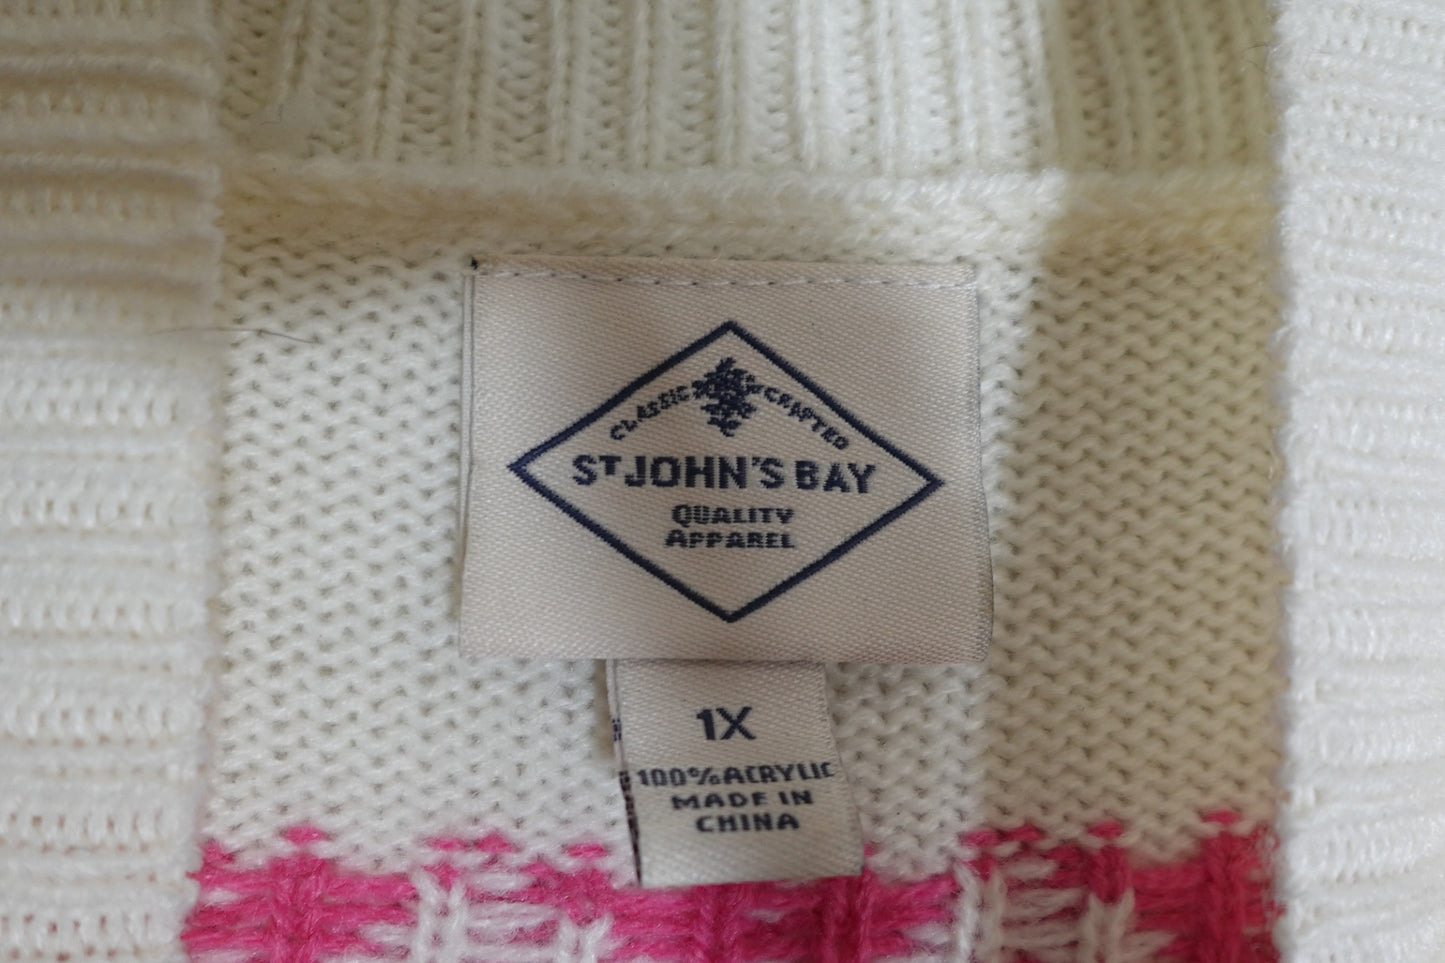 CLASSIC CRAFTED
ST JOHN'S BAY
QUALITY
APPAREL
1X
100% ACRYLIC
MADE IN
CHINA